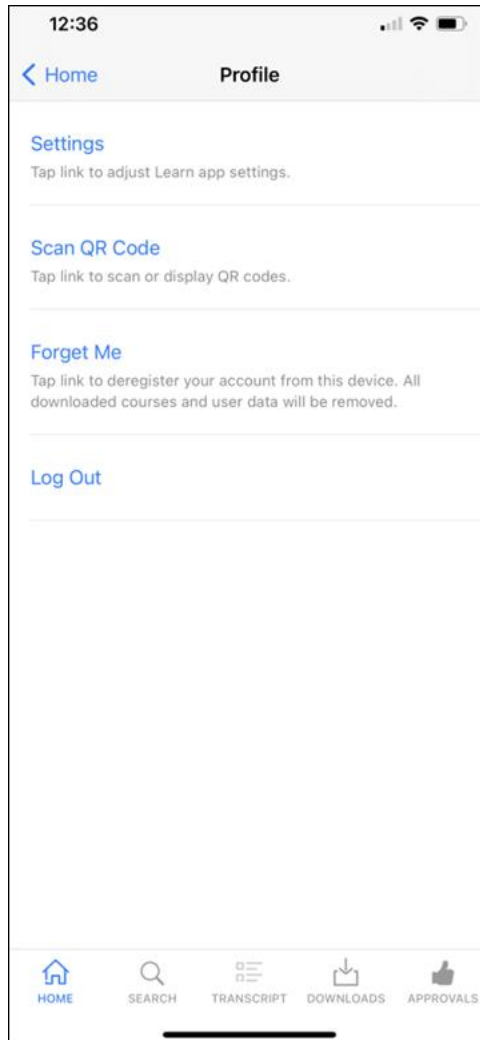 12:36
Home
Profile
Settings
Tap link to adjust Learn app settings.
Scan QR Code
Tap link to scan or display QR codes.
Forget Me
Tap link to deregister your account from this device. All
downloaded courses and user data will be removed.
Log Out
HOME
SEARCH
TRANSCRIPT
DOWNLOADS
APPROVALS